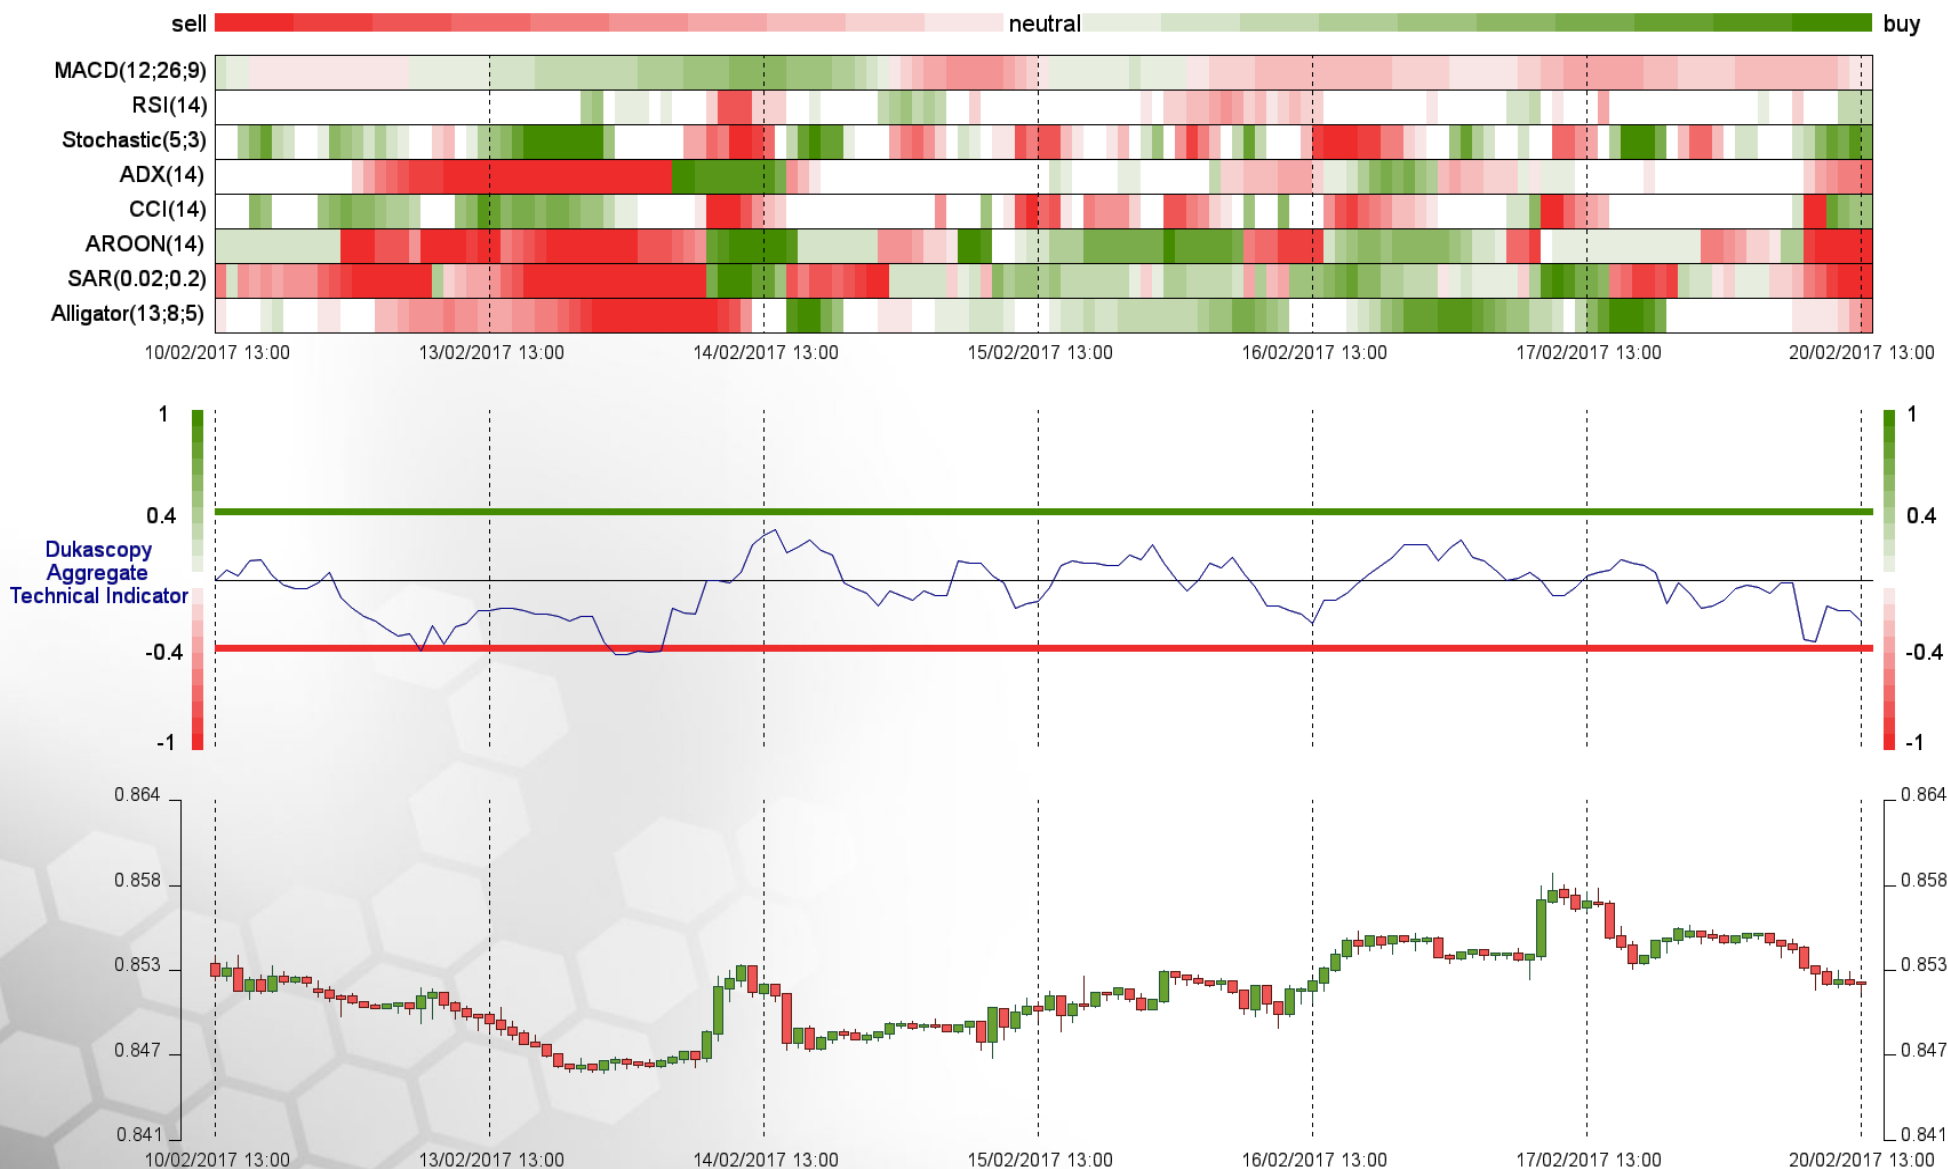 sell neutral buy
MACD(12;26;9)
RSI(14)
Stochastic(5;3)
ADX(14)
CCI(14)
AROON(14)
SAR(0.02;0.2)
Alligator(13;8;5)
10/02/2017 13:00 13/02/2017 13:00 14/02/2017 13:00 15/02/2017 13:00 16/02/2017 13:00 17/02/2017 13:00 20/02/2017 13:00
1 1
0.4 0.4
Dukascopy
Aggregate
Technical Indicator
-0.4 -0.4
-1 -1
0.864 0.864
0.858 0.858
0.853 0.853
0.847 0.847
0.841 0.841
10/02/2017 13:00 13/02/2017 13:00 14/02/2017 13:00 15/02/2017 13:00 16/02/2017 13:00 17/02/2017 13:00 20/02/2017 13:00